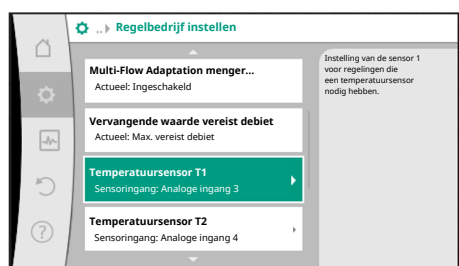 ..
Regelbedrijf instellen
Multi-Flow Adaptation menger...
Actueel: Ingeschakeld
Vervangende waarde vereist debiet
Actueel: Max. vereist debiet
Temperatuursensor T1
Sensoringang: Analoge ingang 3
Temperatuursensor T2
Sensoringang: Analoge ingang 4
Instelling van de sensor 1
voor regelingen die
een temperatuursensor
nodig hebben.
?